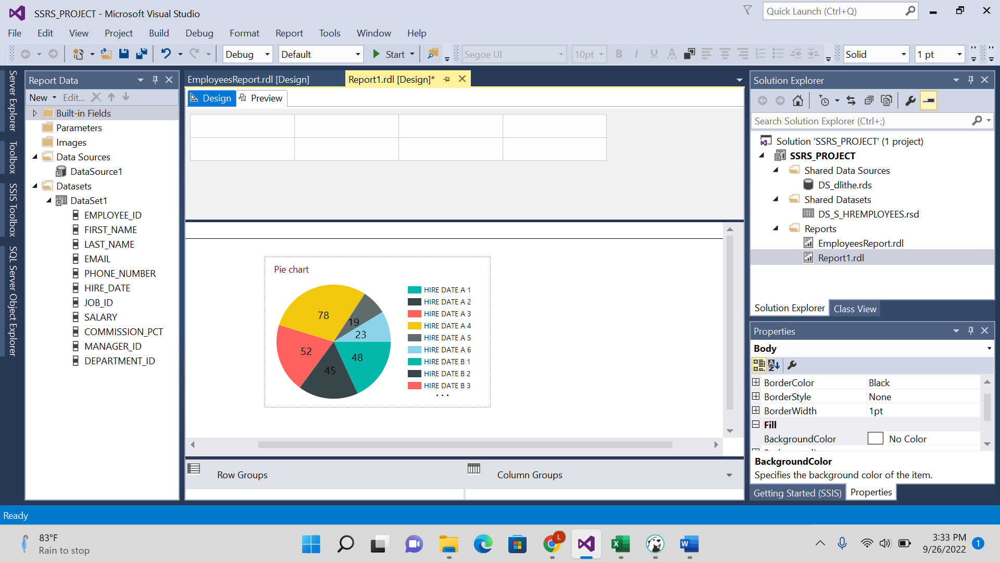 SSRS_PROJECT - Microsoft Visual Studio
Quick Launch (Ctrl+Q)
File Edit View Project Build Debug Format Report Tools Window Help
Debug Default Start Segoe UI 10pt B I U A Solid 1 pt
Server Explorer
Toolbox
SSIS Toolbox
SQL Server Object Explorer
Report Data
New Edit...
Built-in Fields
Parameters
Images
Data Sources
DataSource1
Datasets
DataSet1
EMPLOYEE_ID
FIRST_NAME
LAST_NAME
EMAIL
PHONE_NUMBER
HIRE_DATE
JOB_ID
SALARY
COMMISSION_PCT
MANAGER_ID
DEPARTMENT_ID
EmployeesReport.rdl [Design] Report1.rdl [Design]*
Design Preview
Pie chart
78
19
23
52
48
45
HIRE DATE A 1
HIRE DATE A 2
HIRE DATE A 3
HIRE DATE A 4
HIRE DATE A 5
HIRE DATE A 6
HIRE DATE B 1
HIRE DATE B 2
HIRE DATE B 3
...
Row Groups Column Groups
Solution Explorer
Search Solution Explorer (Ctrl+;)
Solution 'SSRS_PROJECT' (1 project)
SSRS_PROJECT
Shared Data Sources
DS_dlithe.rds
Shared Datasets
DS_S_HREMPLOYEES.rsd
Reports
EmployeesReport.rdl
Report1.rdl
Solution Explorer Class View
Properties
Body
BorderColor Black
BorderStyle None
BorderWidth 1pt
Fill
BackgroundColor No Color
BackgroundColor
Specifies the background color of the item.
Getting Started (SSIS) Properties
Ready
83°F
Rain to stop
L
3:33 PM
9/26/2022
1